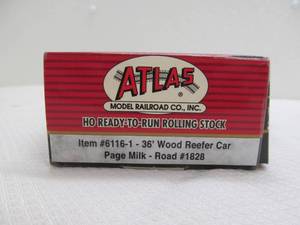 ATLAS ®
MODEL RAILROAD CO., INC.
HO READY-TO-RUN ROLLING STOCK
Item #6116-1 - 36' Wood Reefer Car
Page Milk - Road #1828